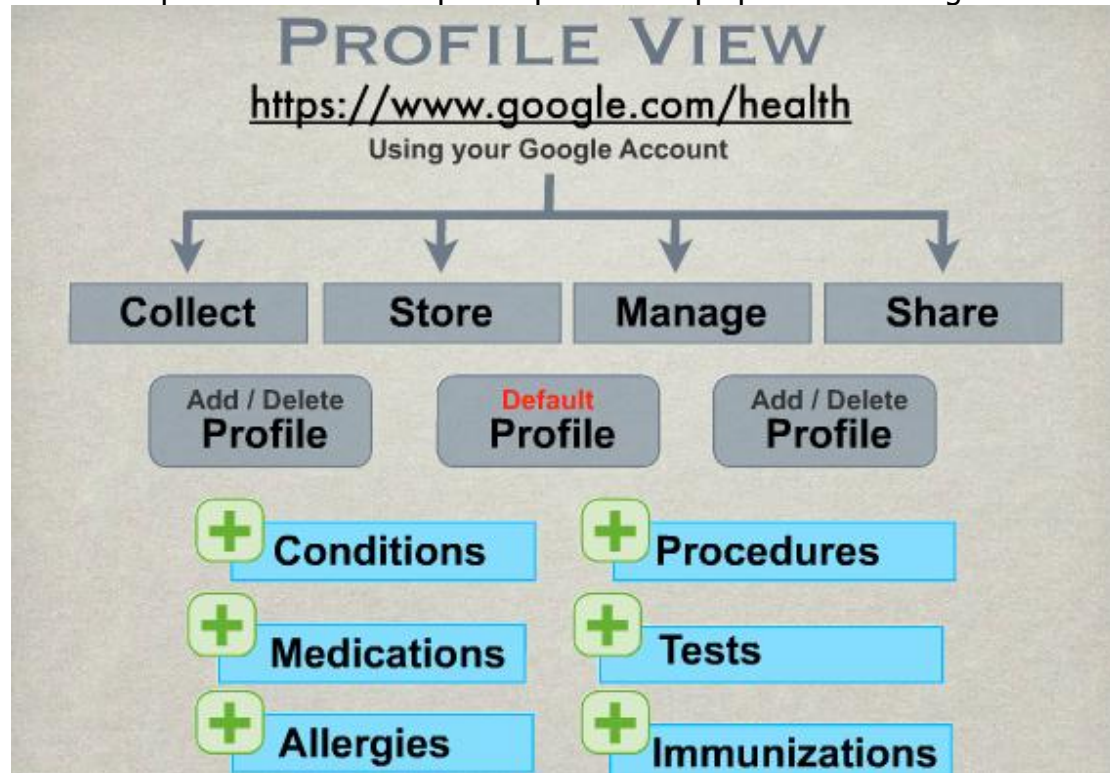 PROFILE VIEW
https://www.google.com/health
Using your Google Account
Collect Store Manage Share
Add / Delete Default Add / Delete
Profile Profile Profile
Conditions Procedures
Medications Tests
Allergies Immunizations